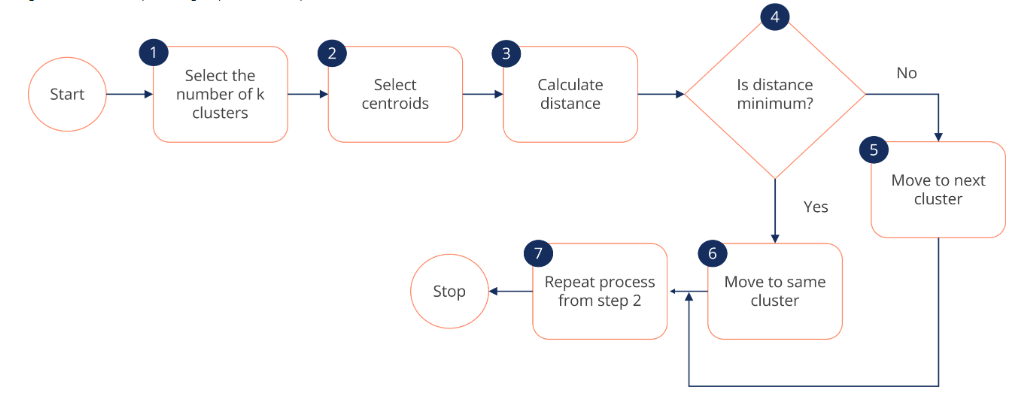 1
2
3
4
Start
Select the
number of k
clusters
Select
centroids
Calculate
distance
Is distance
minimum?
No
5
Move to next
cluster
Yes
7
6
Stop
Repeat process
from step 2
Move to same
cluster